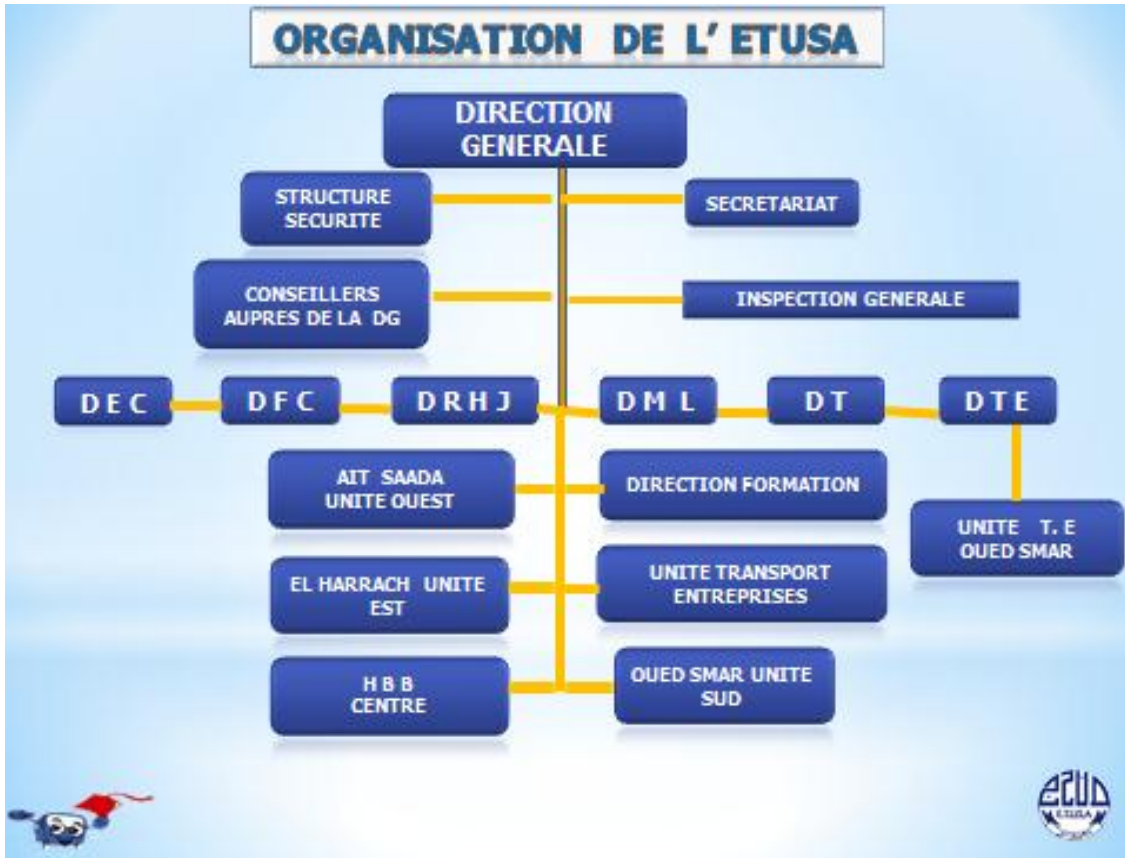 ORGANISATION DE L' ETUSA
DIRECTION
GENERALE
STRUCTURE
SECURITE
SECRETARIAT
CONSEILLERS
AUPRES DE LA DG
INSPECTION GENERALE
D E C
D F C
D R H J
D M L
D T
D T E
AIT SAADA
UNITE OUEST
DIRECTION FORMATION
UNITE T. E
OUED SMAR
EL HARRACH UNITE
EST
UNITE TRANSPORT
ENTREPRISES
H B B
CENTRE
OUED SMAR UNITE
SUD
ETUSA